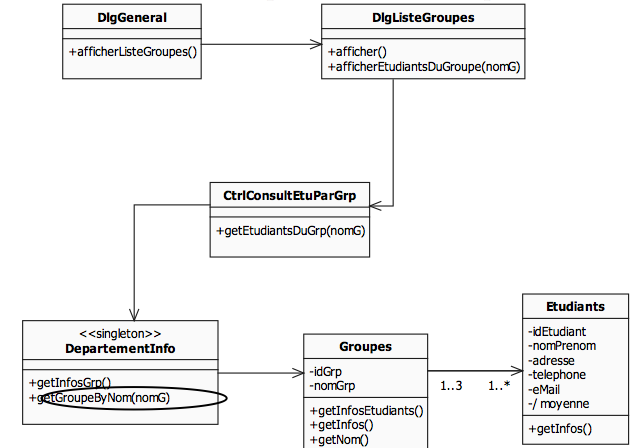 DlgGeneral
+afficherListeGroupes()
DlgListeGroupes
+afficher()
+afficherEtudiantsDuGroupe(nomG)
CtrlConsultEtuParGrp
+getEtudiantsDuGrp(nomG)
<<singleton>>
DepartementInfo
+getInfosGrp()
+getGroupeByNom(nomG)
Groupes
-idGrp
-nomGrp
+getInfosEtudiants()
+getInfos()
+getNom()
1..3 1..*
Etudiants
-idEtudiant
-nomPrenom
-adresse
-telephone
-eMail
-/ moyenne
+getInfos()